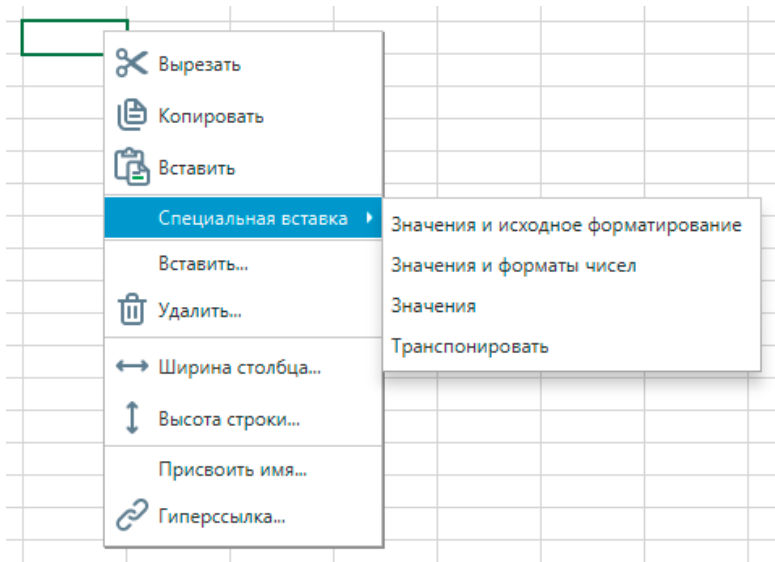 Вырезать
Копировать
Вставить
Специальная вставка
Значения и исходное форматирование
Значения и форматы чисел
Значения
Транспонировать
Вставить...
Удалить...
Ширина столбца...
Высота строки...
Присвоить имя...
Гиперссылка...